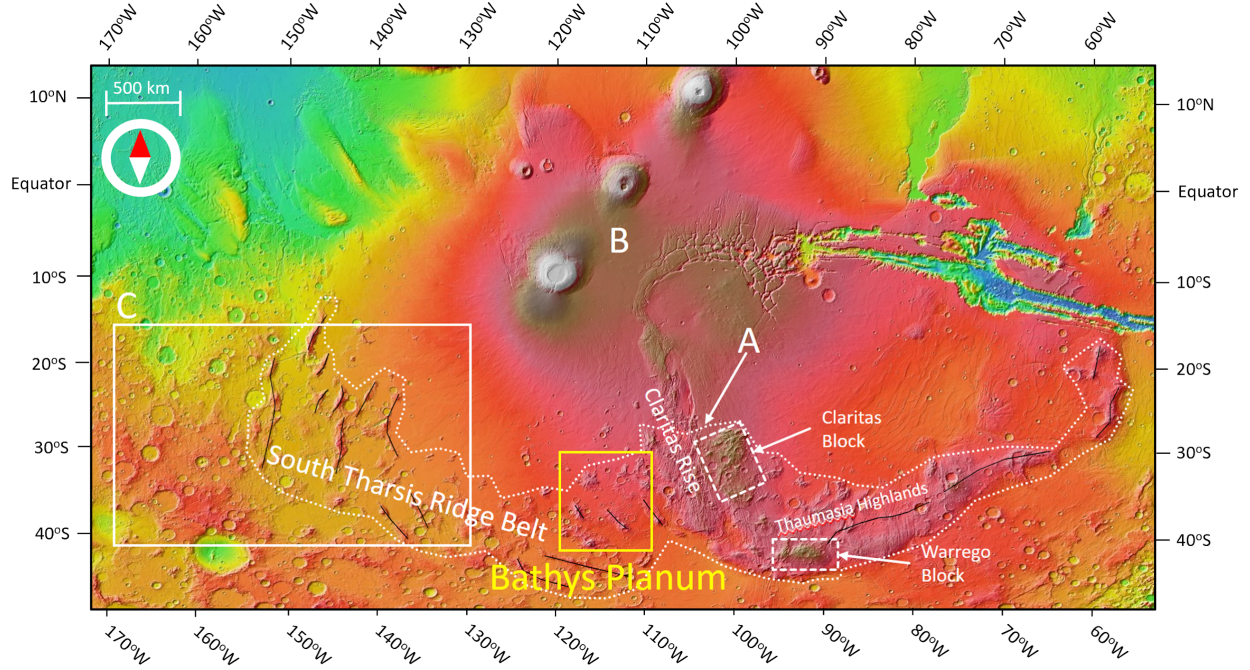 170°W 160°W 150°W 140°W 130°W 120°W 110°W 100°W 90°W 80°W 70°W 60°W
500 km
10°N
10°N
Equator
Equator
B
10°S
10°S
C
A
20°S
20°S
Claritas Rise
Claritas
Block
30°S
30°S
South Tharsis Ridge Belt
Thaumasia Highlands
40°S
40°S
Warrego
Block
Bathys Planum
170°W 160°W 150°W 140°W 130°W 120°W 110°W 100°W 90°W 80°W 70°W 60°W